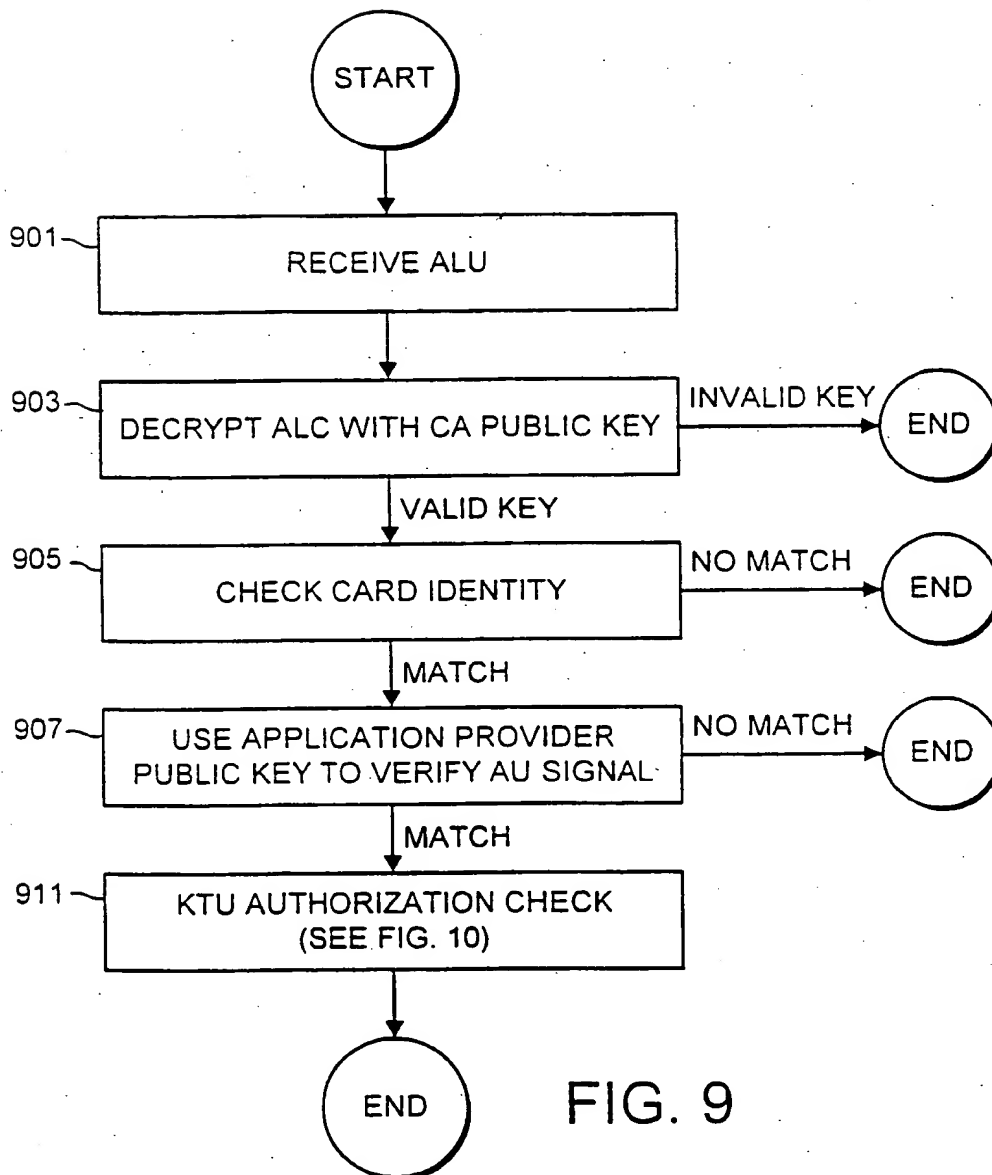 START
901
RECEIVE ALU
903
DECRYPT ALC WITH CA PUBLIC KEY
INVALID KEY
END
VALID KEY
905
CHECK CARD IDENTITY
NO MATCH
END
MATCH
907
USE APPLICATION PROVIDER
PUBLIC KEY TO VERIFY AU SIGNAL
NO MATCH
END
MATCH
911
KTU AUTHORIZATION CHECK
(SEE FIG. 10)
END
FIG. 9